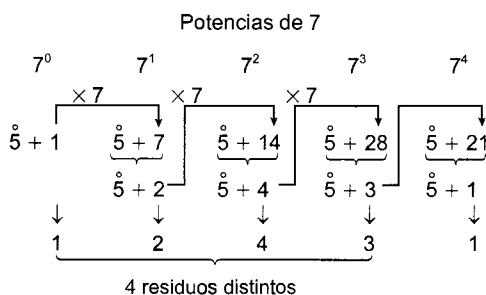 Potencias de 7
7⁰ 7¹ 7² 7³ 7⁴
× 7 × 7 × 7
5̊ + 1 5̊ + 7 5̊ + 14 5̊ + 28 5̊ + 21
5̊ + 2 5̊ + 4 5̊ + 3 5̊ + 1
1 2 4 3 1
4 residuos distintos